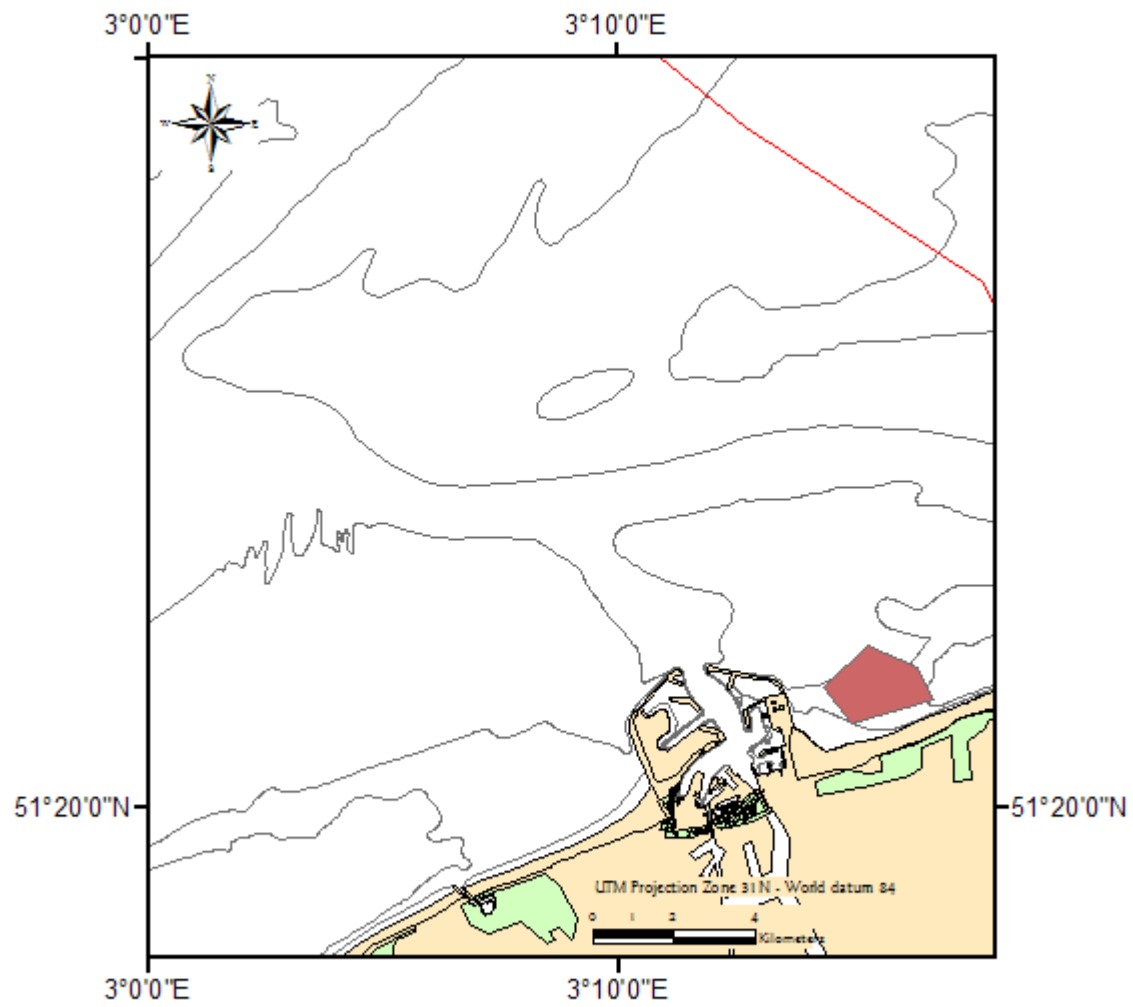 3°0'0"E 3°10'0"E
N
W E
S
51°20'0"N 51°20'0"N
UTM Projection Zone 31N - World datum 84
0 1 2 4
Kilometers
3°0'0"E 3°10'0"E